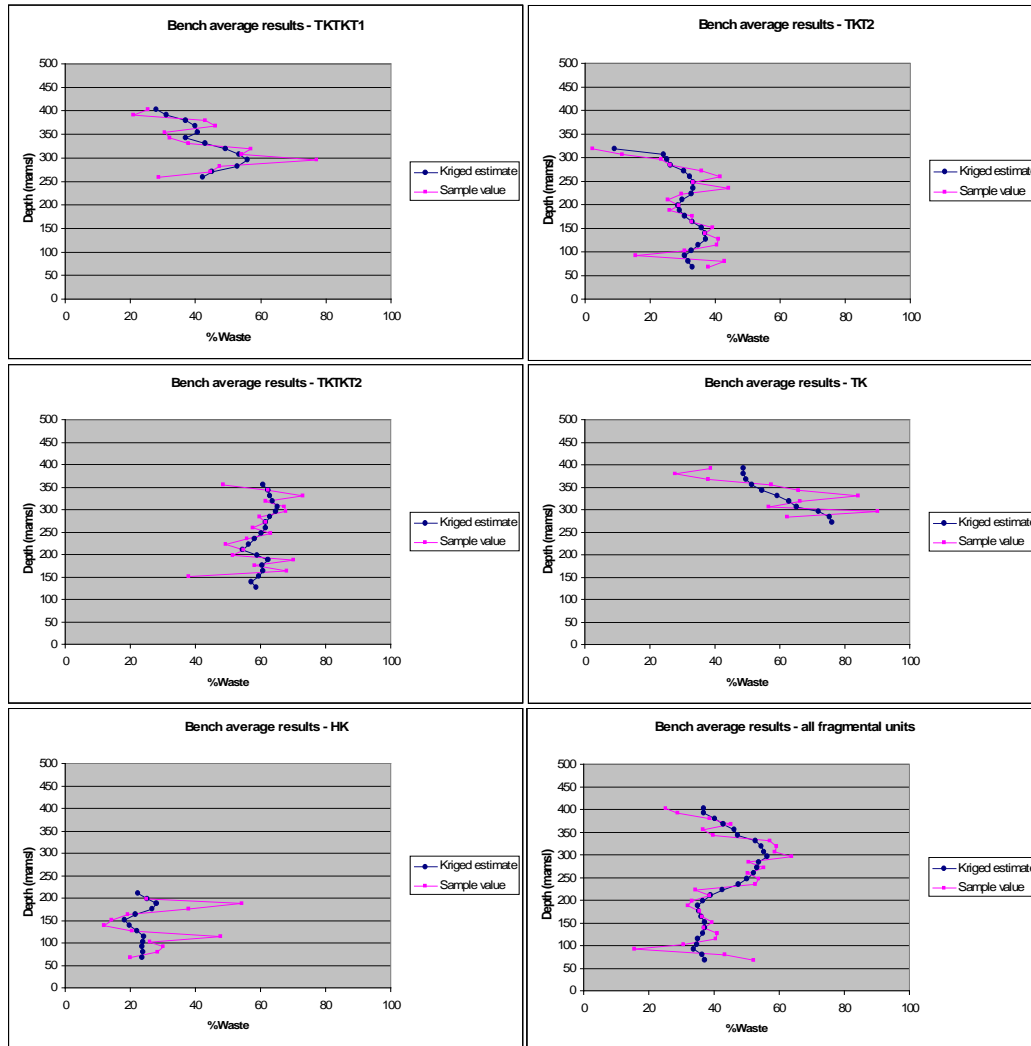 Bench average results - TKTKT1
500
450
400
350
300
250
200
150
100
50
0
0 20 40 60 80 100
Depth (mamsl)
%Waste
Kriged estimate
Sample value
Bench average results - TKT2
500
450
400
350
300
250
200
150
100
50
0
0 20 40 60 80 100
Depth (mamsl)
%Waste
Kriged estimate
Sample value
Bench average results - TKTKT2
500
450
400
350
300
250
200
150
100
50
0
0 20 40 60 80 100
Depth (mamsl)
%Waste
Kriged estimate
Sample value
Bench average results - TK
500
450
400
350
300
250
200
150
100
50
0
0 20 40 60 80 100
Depth (mamsl)
%Waste
Kriged estimate
Sample value
Bench average results - HK
500
450
400
350
300
250
200
150
100
50
0
0 20 40 60 80 100
Depth (mamsl)
%Waste
Kriged estimate
Sample value
Bench average results - all fragmental units
500
450
400
350
300
250
200
150
100
50
0
0 20 40 60 80 100
Depth (mamsl)
%Waste
Kriged estimate
Sample value